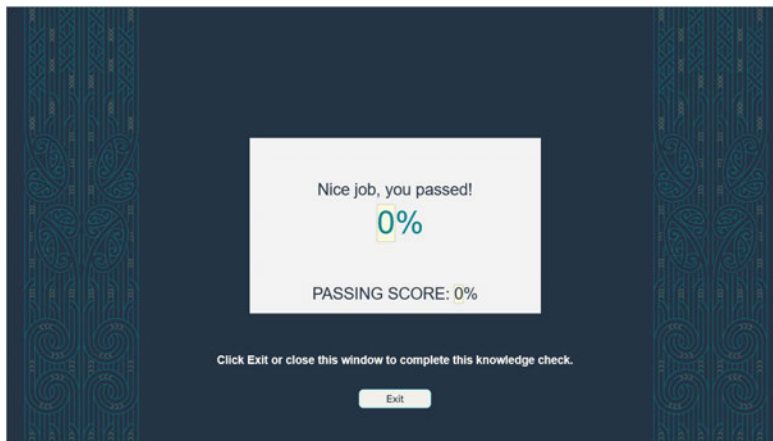 Nice job, you passed!
0%
PASSING SCORE: 0%
Click Exit or close this window to complete this knowledge check.
Exit